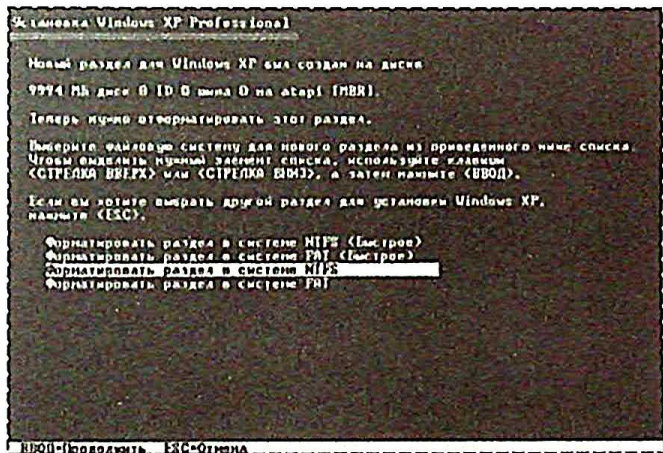 Установка Windows XP Professional
Новый раздел для Windows XP был создан на диске
9994 МБ диск 0 ID 0 шина 0 на atapi [MBR].
Теперь нужно отформатировать этот раздел.
Выберите файловую систему для нового раздела из приведенного ниже списка.
Чтобы выделить нужный элемент списка, используйте клавиши
<СТРЕЛКА ВВЕРХ> или <СТРЕЛКА ВНИЗ>, а затем нажмите <ВВОД>.
Если вы хотите выбрать другой раздел для установки Windows XP,
нажмите <ESC>.
Форматировать раздел в системе NTFS <Быстрое>
Форматировать раздел в системе FAT <Быстрое>
Форматировать раздел в системе NTFS
Форматировать раздел в системе FAT
ВВОД=Продолжить ESC=Отмена